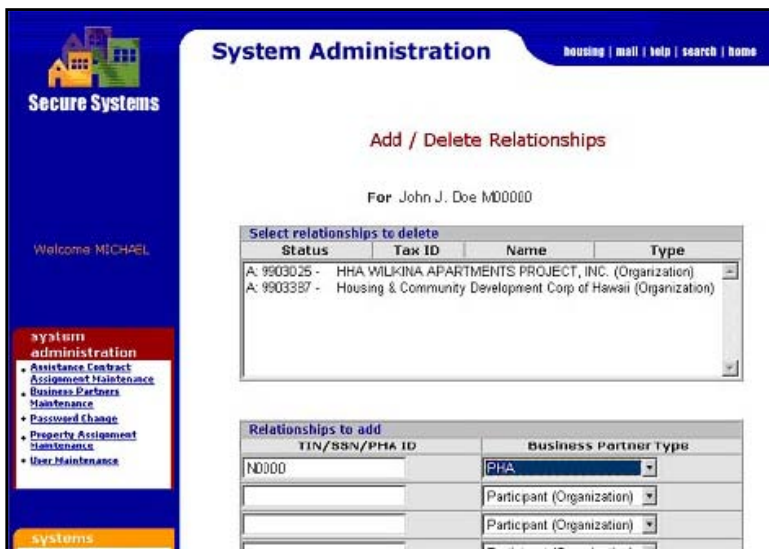 System Administration
housing | mail | help | search | home
Secure Systems
Add / Delete Relationships
For John J. Doe M00000
Welcome MICHAEL
Select relationships to delete
Status Tax ID Name Type
A: 9903025 - HHA WILKINA APARTMENTS PROJECT, INC. (Organization)
A: 9903387 - Housing & Community Development Corp of Hawaii (Organization)
system
administration
Assistance Contract
Assignment Maintenance
Business Partners
Maintenance
Password Change
Property Assignment
Maintenance
User Maintenance
Relationships to add
TIN/SSN/PHA ID Business Partner Type
N0000 PHA
Participant (Organization)
Participant (Organization)
systems